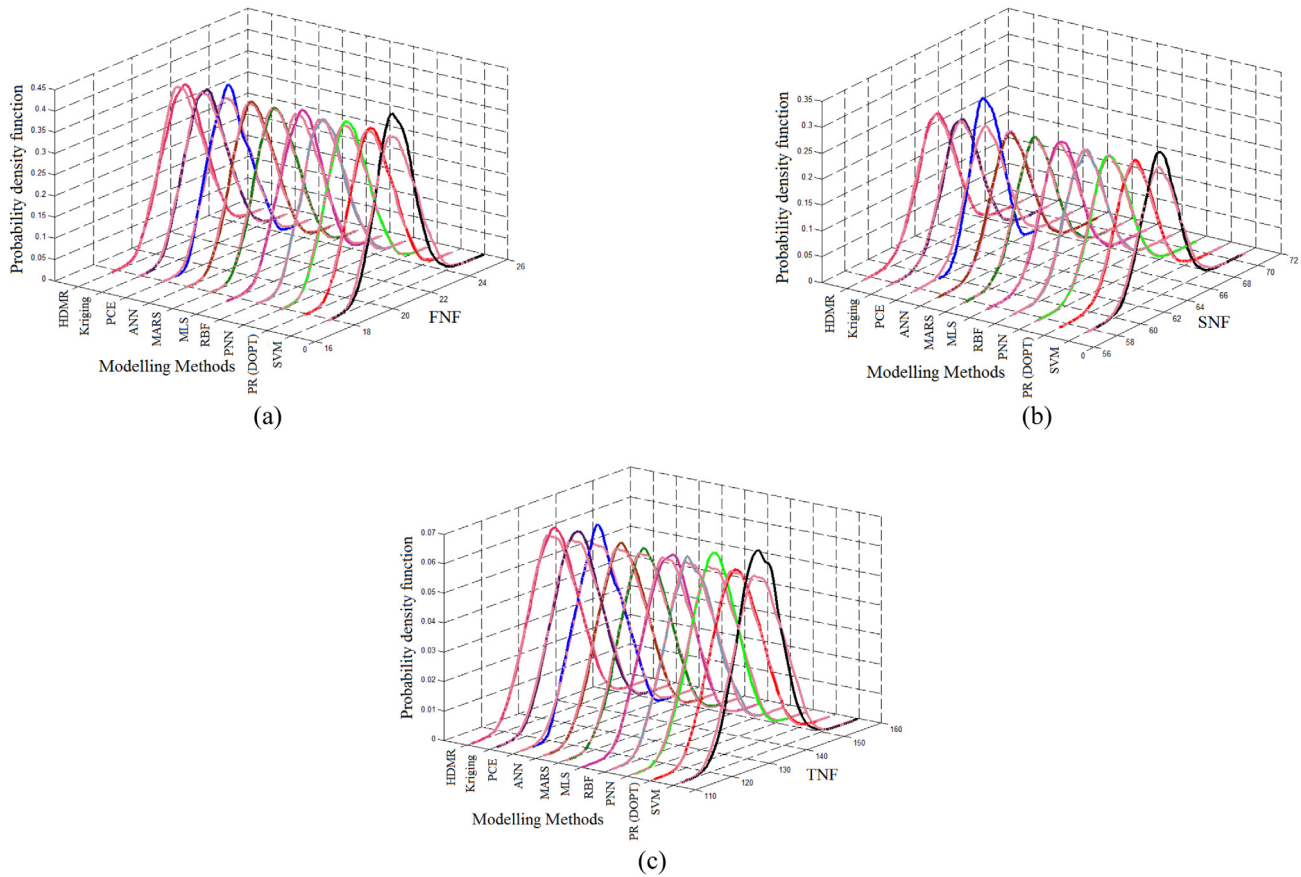 Probability density function
0.45
0.4
0.35
0.3
0.25
0.2
0.15
0.1
0.05
0
HDMR
Kriging
PCE
ANN
MARS
MLS
RBF
PNN
PR (DOPT)
SVM
0
Modelling Methods
16
18
20
22
24
26
FNF
(a)
Probability density function
0.35
0.3
0.25
0.2
0.15
0.1
0.05
0
HDMR
Kriging
PCE
ANN
MARS
MLS
RBF
PNN
PR (DOPT)
SVM
0
Modelling Methods
56
58
60
62
64
66
68
70
72
SNF
(b)
Probability density function
0.07
0.06
0.05
0.04
0.03
0.02
0.01
0
HDMR
Kriging
PCE
ANN
MARS
MLS
RBF
PNN
PR (DOPT)
SVM
Modelling Methods
110
120
130
140
150
160
TNF
(c)